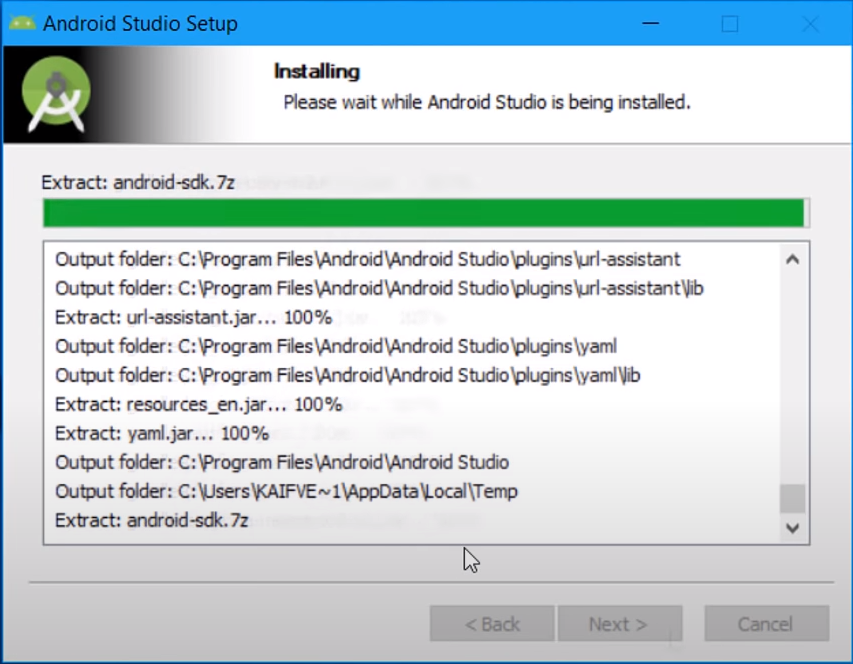 Android Studio Setup
Installing
Please wait while Android Studio is being installed.
Extract: android-sdk.7z
Output folder: C:\Program Files\Android\Android Studio\plugins\url-assistant
Output folder: C:\Program Files\Android\Android Studio\plugins\url-assistant\lib
Extract: url-assistant.jar... 100%
Output folder: C:\Program Files\Android\Android Studio\plugins\yaml
Output folder: C:\Program Files\Android\Android Studio\plugins\yaml\lib
Extract: resources_en.jar... 100%
Extract: yaml.jar... 100%
Output folder: C:\Program Files\Android\Android Studio
Output folder: C:\Users\KAIFVE~1\AppData\Local\Temp
Extract: android-sdk.7z
< Back Next > Cancel